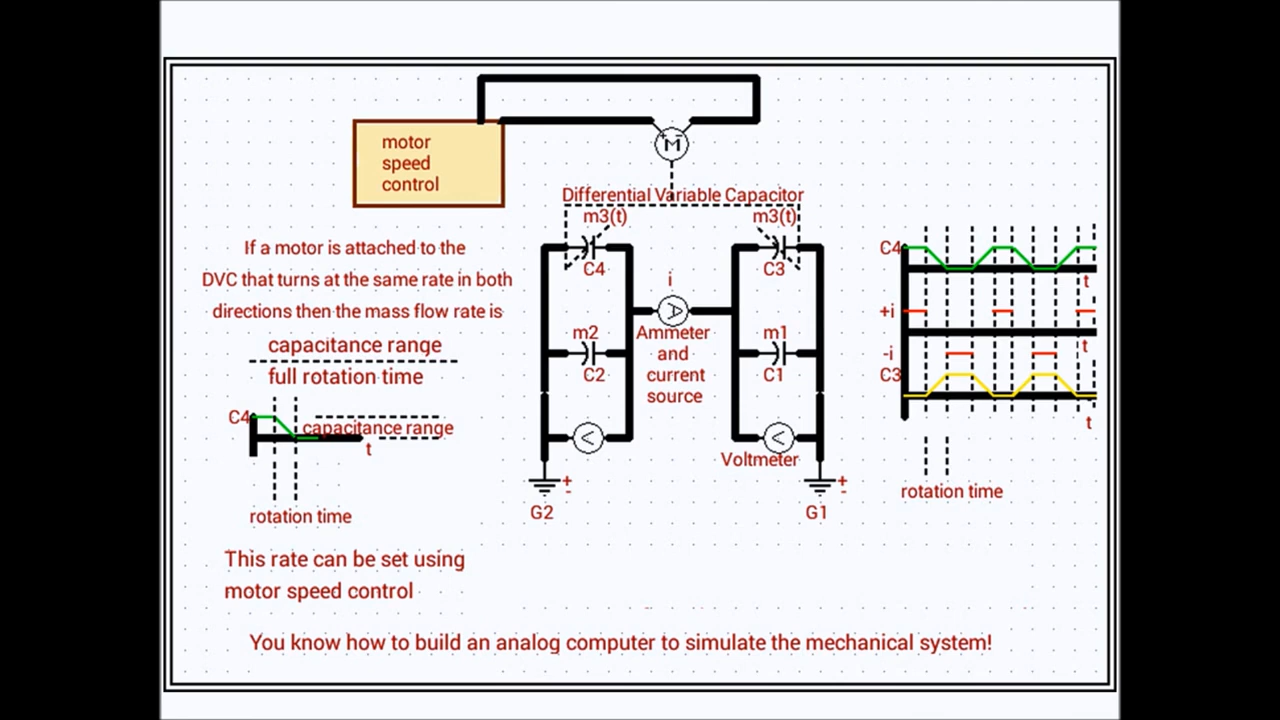 motor
speed
control
M
Differential Variable Capacitor
m3(t)
m3(t)
C4
C3
If a motor is attached to the
DVC that turns at the same rate in both
directions then the mass flow rate is
capacitance range
full rotation time
C4
capacitance range
t
rotation time
This rate can be set using
motor speed control
i
A
Ammeter
and
current
source
m2
C2
m1
C1
V
V
Voltmeter
+
-
G2
+
-
G1
C4
t
+i
t
-i
C3
t
rotation time
You know how to build an analog computer to simulate the mechanical system!